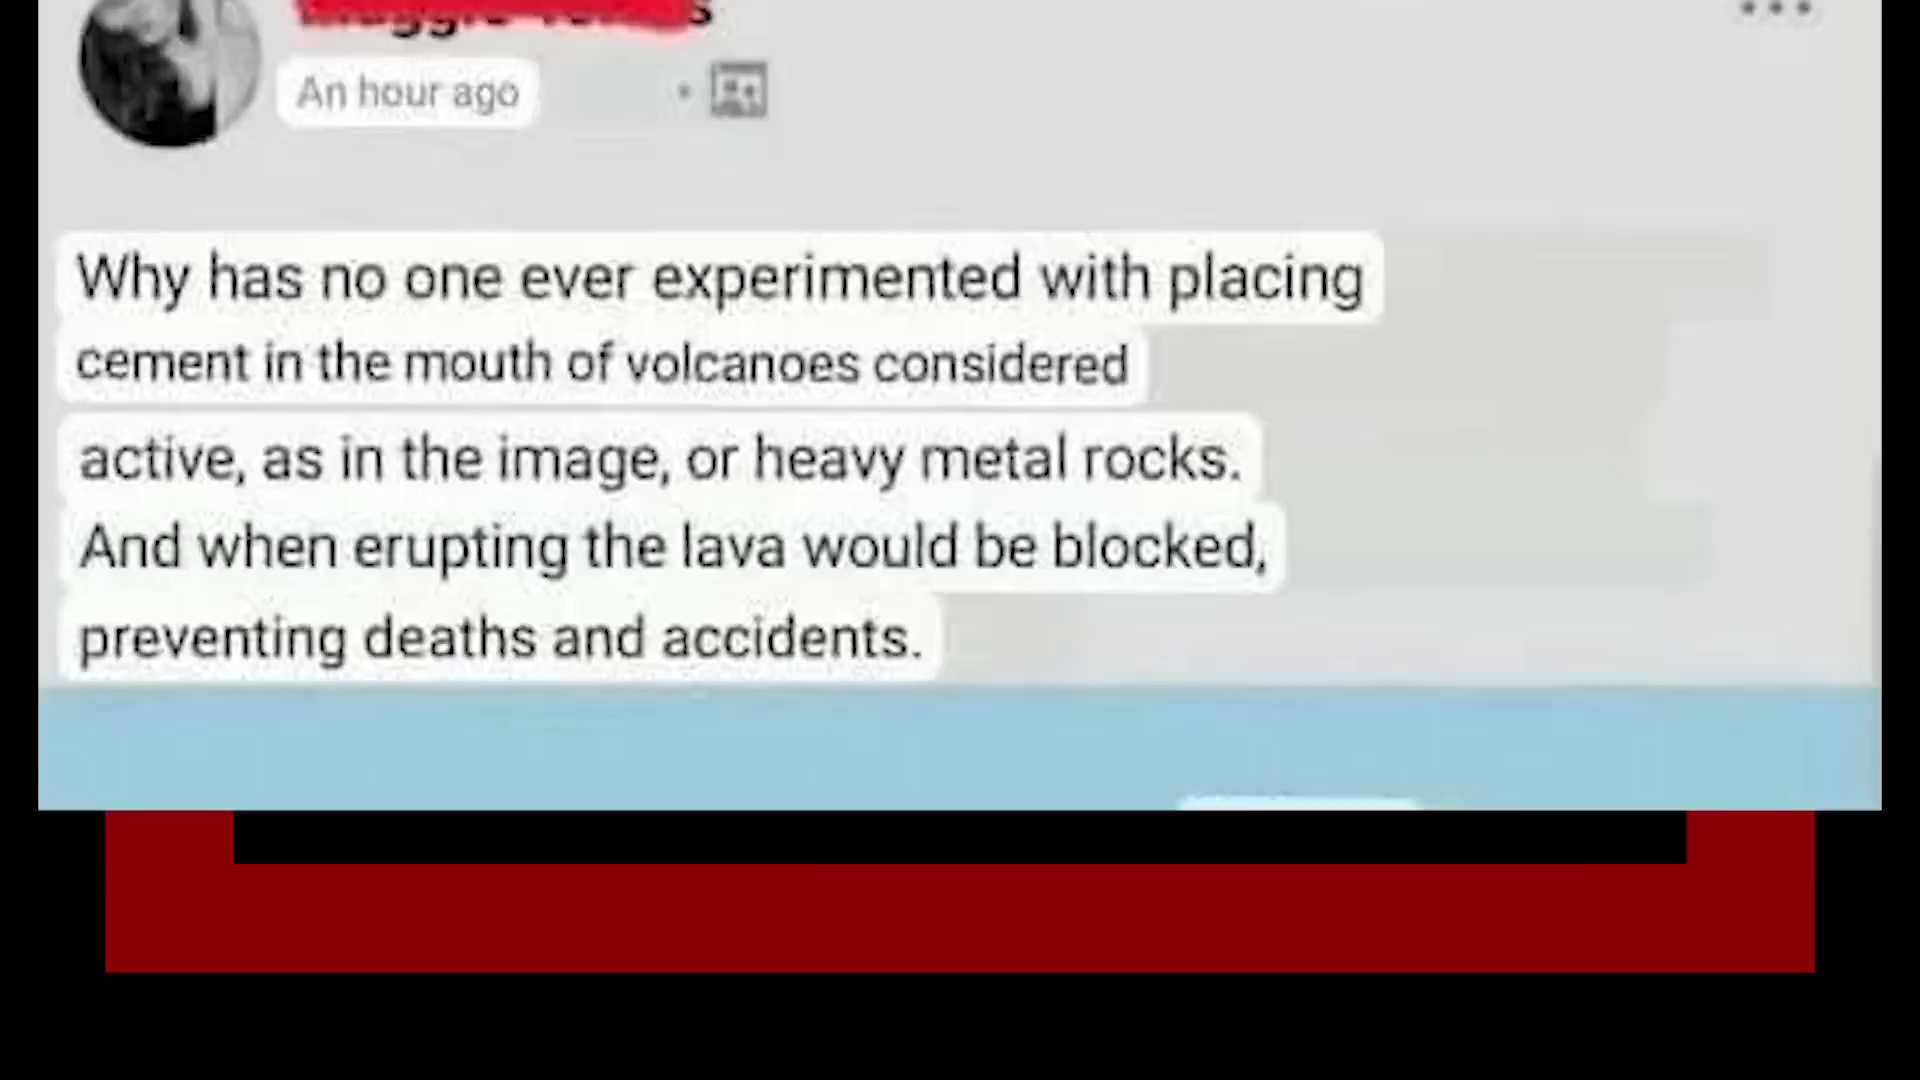 An hour ago
Why has no one ever experimented with placing
cement in the mouth of volcanoes considered
active, as in the image, or heavy metal rocks.
And when erupting the lava would be blocked,
preventing deaths and accidents.